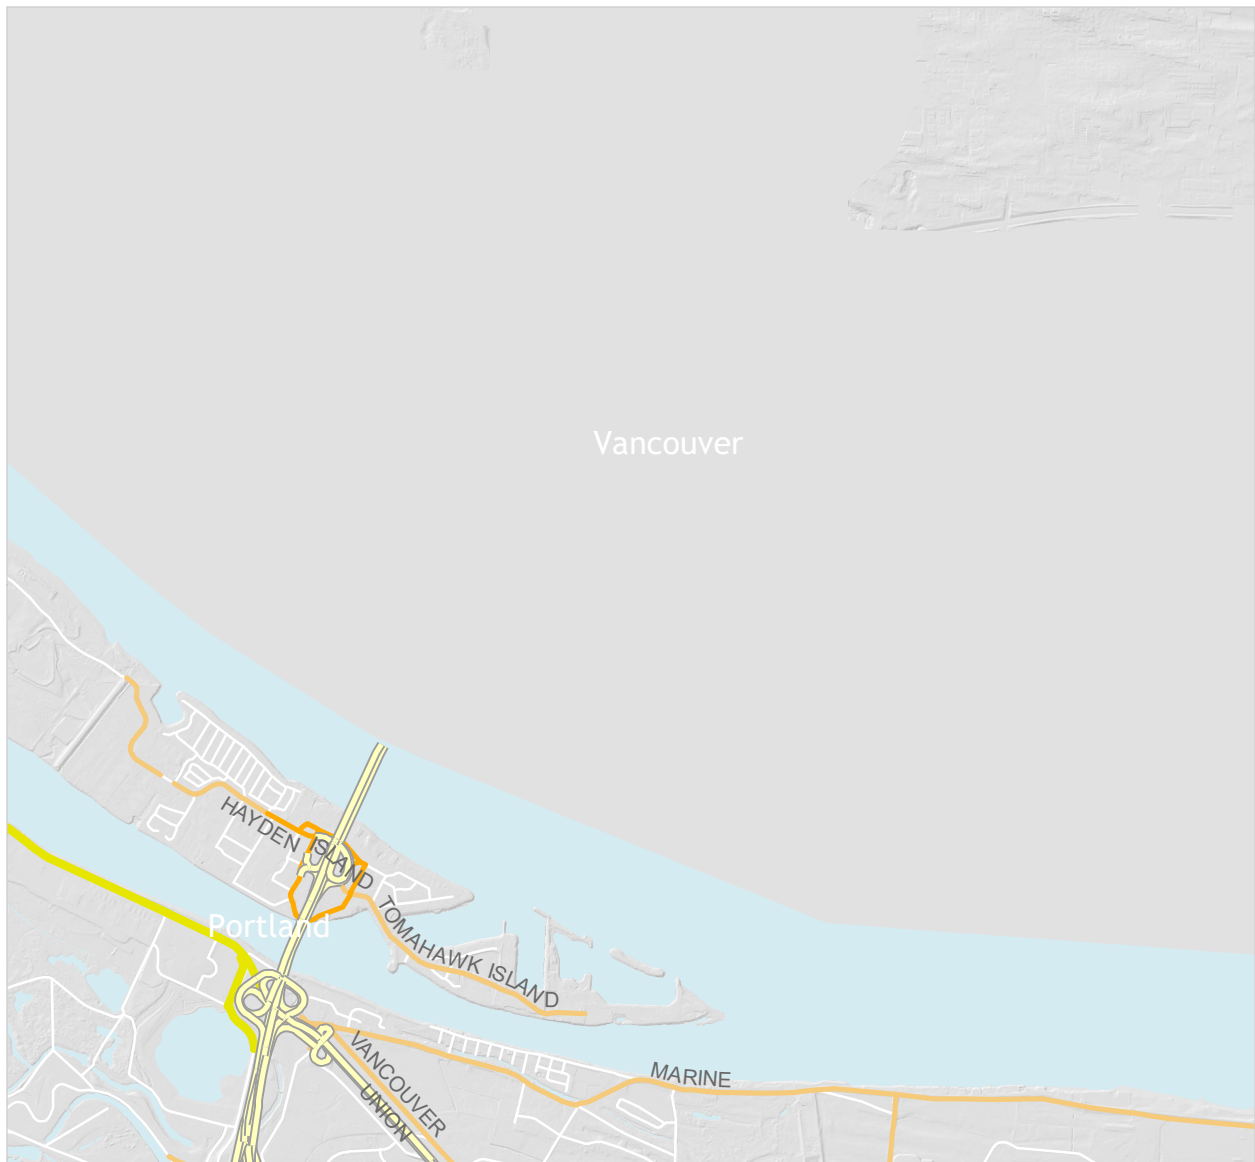 Vancouver
HAYDEN ISLAND
TOMAHAWK ISLAND
Portland
VANCOUVER
UNION
MARINE